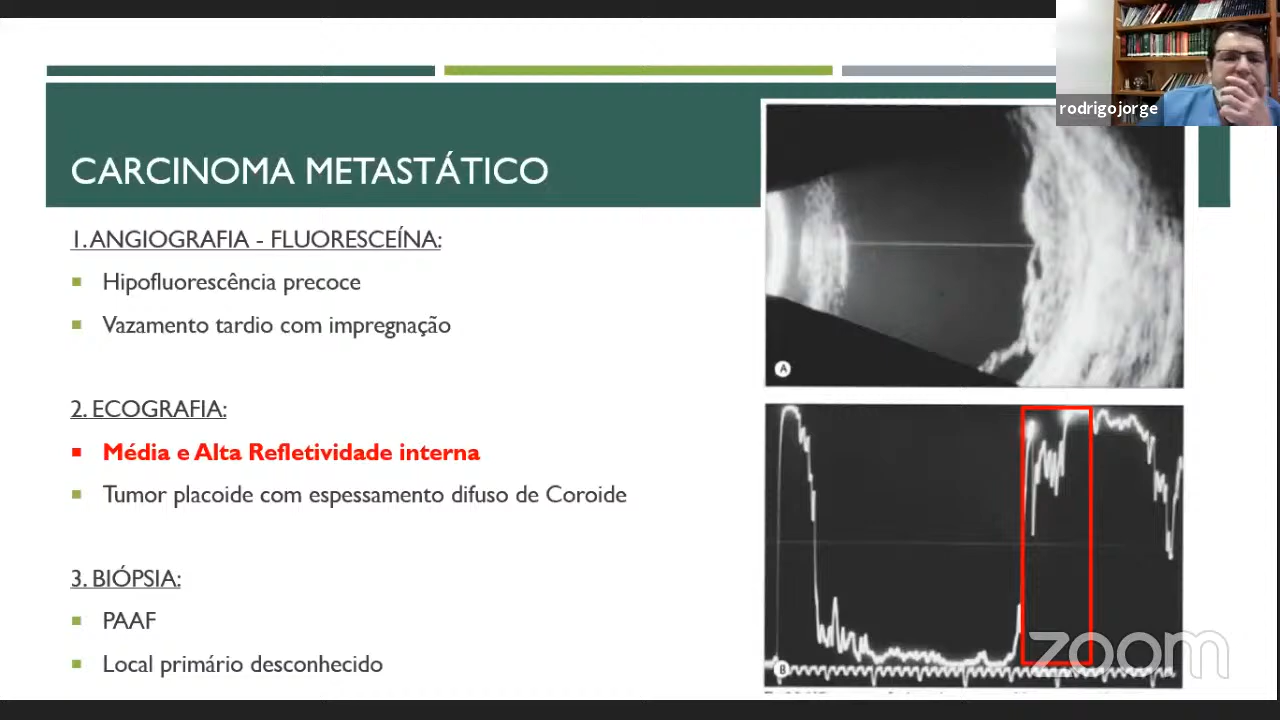 rodrigojorge
CARCINOMA METASTÁTICO
1. ANGIOGRAFIA - FLUORESCEÍNA:
Hipofluorescência precoce
Vazamento tardio com impregnação
2. ECOGRAFIA:
Média e Alta Refletividade interna
Tumor placoide com espessamento difuso de Coroide
3. BIÓPSIA:
PAAF
Local primário desconhecido
A
B
zoom